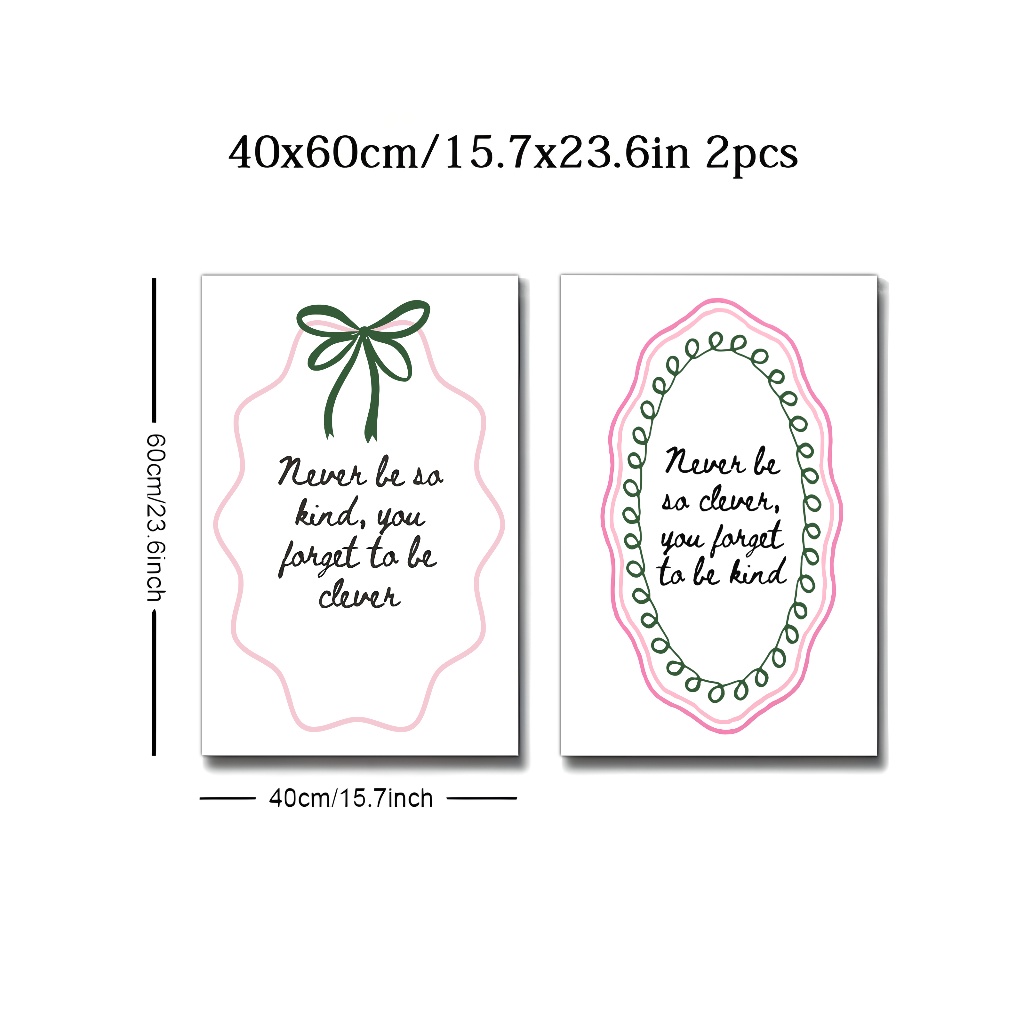 40x60cm/15.7x23.6in 2pcs
60cm/23.6inch
Never be so
kind, you
forget to be
clever
Never be
so clever,
you forget
to be kind
40cm/15.7inch